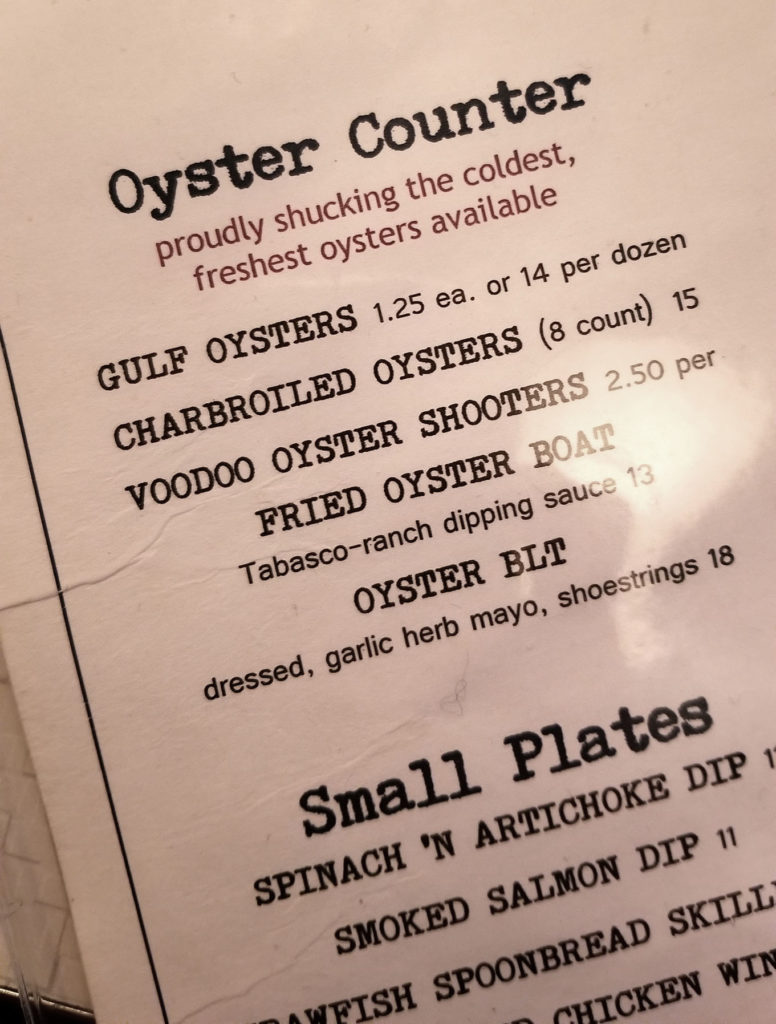 Oyster Counter
proudly shucking the coldest,
freshest oysters available
GULF OYSTERS 1.25 ea. or 14 per dozen
CHARBROILED OYSTERS (8 count) 15
VOODOO OYSTER SHOOTERS 2.50 per
FRIED OYSTER BOAT
Tabasco-ranch dipping sauce 13
OYSTER BLT
dressed, garlic herb mayo, shoestrings 18
Small Plates
SPINACH 'N ARTICHOKE DIP
SMOKED SALMON DIP 11
SPOONBREAD
CHICKEN